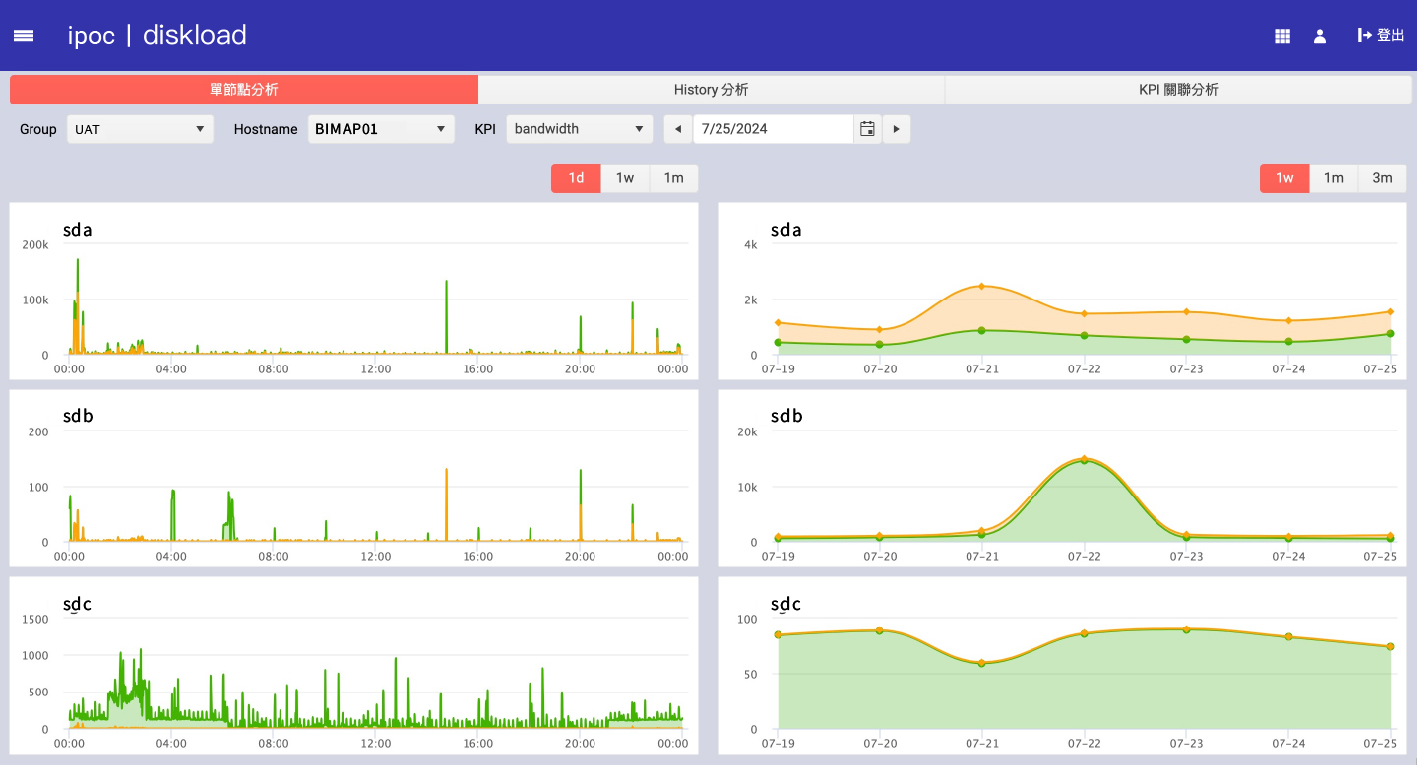 ipoc | diskload
登出
單節點分析 History 分析 KPI 關聯分析
Group UAT Hostname BIMAP01 KPI bandwidth 7/25/2024
1d 1w 1m
1w 1m 3m
sda
200k
100k
0
00:00 04:00 08:00 12:00 16:00 20:00 00:00
sda
4k
2k
0
07-19 07-20 07-21 07-22 07-23 07-24 07-25
sdb
200
100
0
00:00 04:00 08:00 12:00 16:00 20:00 00:00
sdb
20k
10k
0
07-19 07-20 07-21 07-22 07-23 07-24 07-25
sdc
1500
1000
500
0
00:00 04:00 08:00 12:00 16:00 20:00 00:00
sdc
100
50
0
07-19 07-20 07-21 07-22 07-23 07-24 07-25